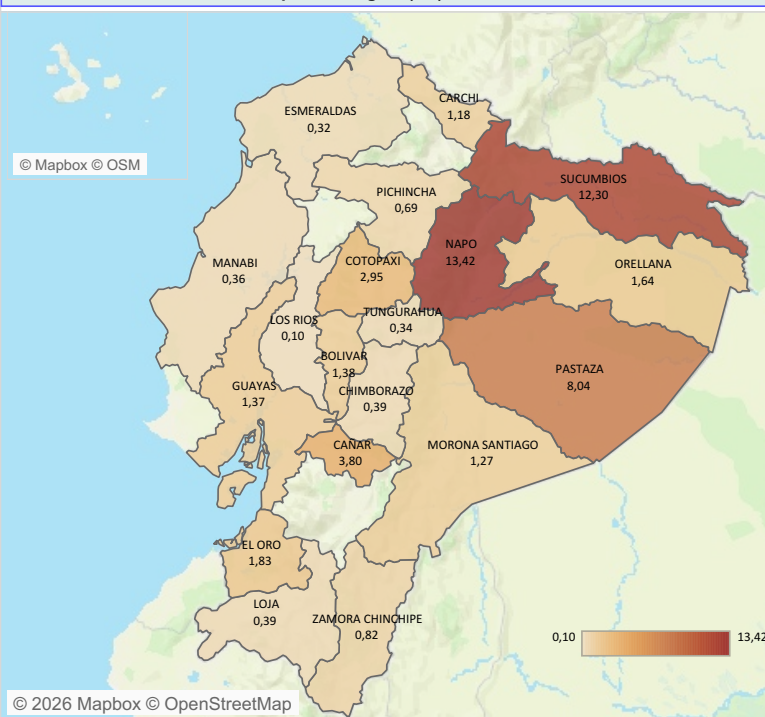 CARCHI
1,18
ESMERALDAS
0,32
© Mapbox © OSM
SUCUMBIOS
12,30
PICHINCHA
0,69
NAPO
13,42
MANABI
0,36
COTOPAXI
2,95
ORELLANA
1,64
TUNGURAHUA
0,34
LOS RIOS
0,10
BOLIVAR
1,38
PASTAZA
8,04
GUAYAS
1,37
CHIMBORAZO
0,39
CAÑAR
3,80
MORONA SANTIAGO
1,27
EL ORO
1,83
LOJA
0,39
ZAMORA CHINCHIPE
0,82
0,10
13,42
© 2026 Mapbox © OpenStreetMap